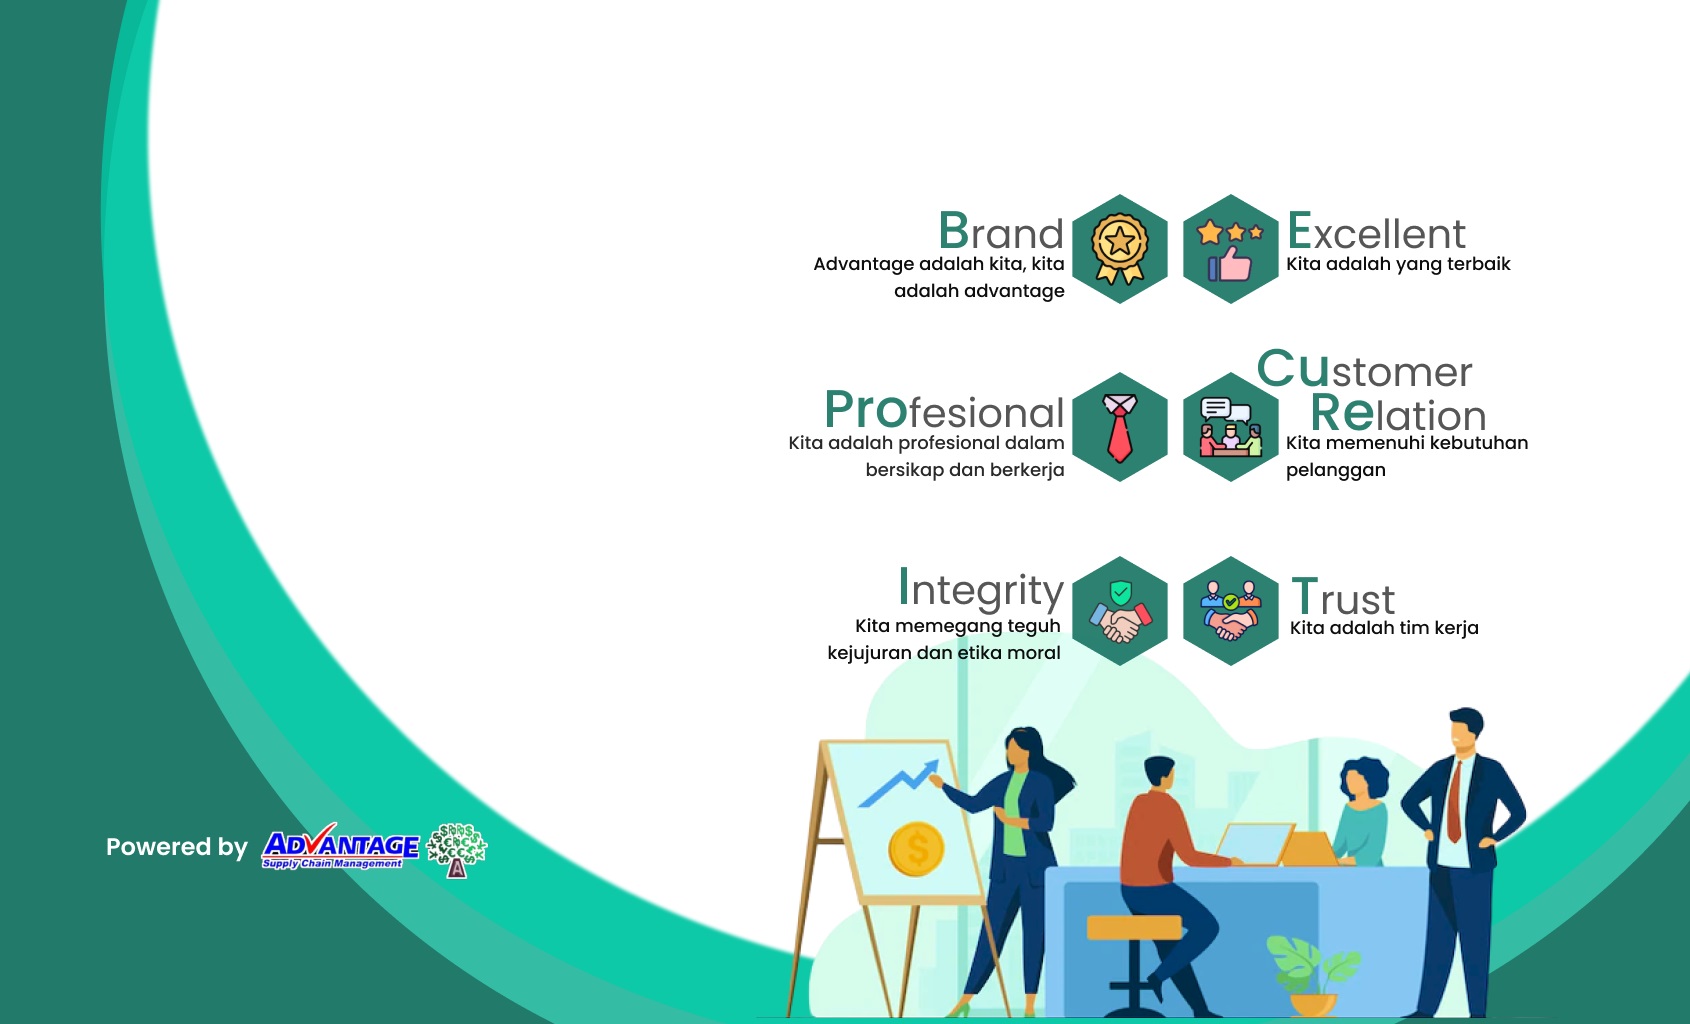 Brand
Advantage adalah kita, kita
adalah advantage
Excellent
Kita adalah yang terbaik
Profesional
Kita adalah profesional dalam
bersikap dan berkerja
Customer
Relation
Kita memenuhi kebutuhan
pelanggan
Integrity
Kita memegang teguh
kejujuran dan etika moral
Trust
Kita adalah tim kerja
Powered by ADVANTAGE
Supply Chain Management